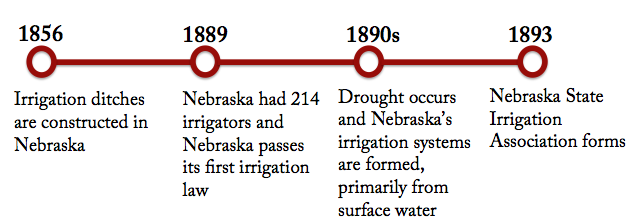 1856
Irrigation ditches
are constructed in
Nebraska
1889
Nebraska had 214
irrigators and
Nebraska passes
its first irrigation
law
1890s
Drought occurs
and Nebraska's
irrigation systems
are formed,
primarily from
surface water
1893
Nebraska State
Irrigation
Association forms